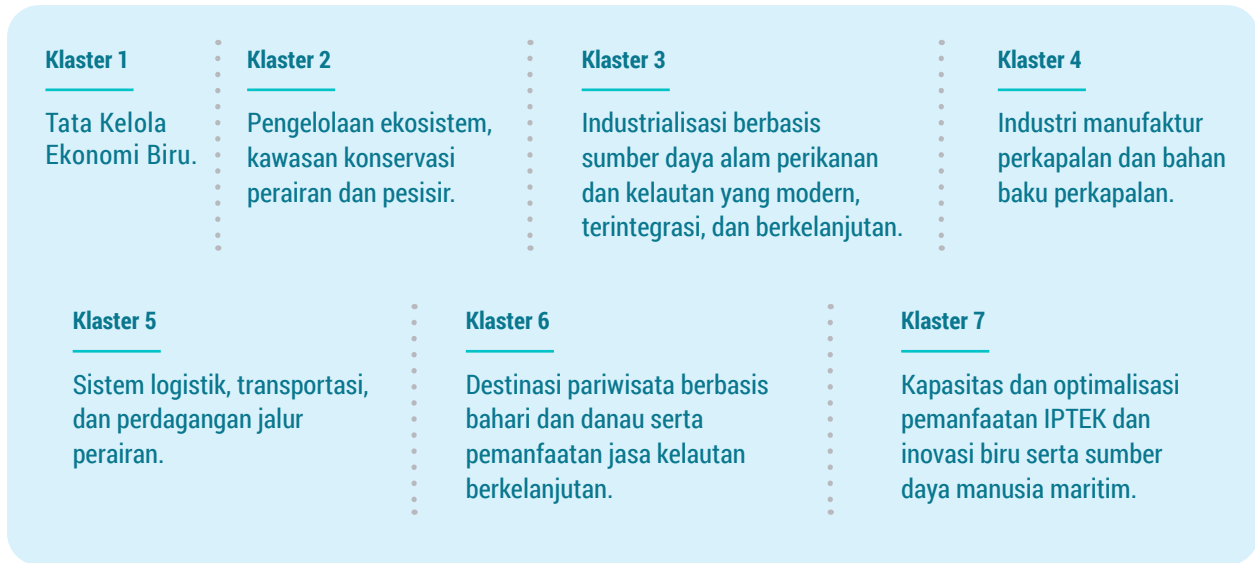 Klaster 1
Tata Kelola
Ekonomi Biru.
Klaster 2
Pengelolaan ekosistem,
kawasan konservasi
perairan dan pesisir.
Klaster 3
Industrialisasi berbasis
sumber daya alam perikanan
dan kelautan yang modern,
terintegrasi, dan berkelanjutan.
Klaster 4
Industri manufaktur
perkapalan dan bahan
baku perkapalan.
Klaster 5
Sistem logistik, transportasi,
dan perdagangan jalur
perairan.
Klaster 6
Destinasi pariwisata berbasis
bahari dan danau serta
pemanfaatan jasa kelautan
berkelanjutan.
Klaster 7
Kapasitas dan optimalisasi
pemanfaatan IPTEK dan
inovasi biru serta sumber
daya manusia maritim.